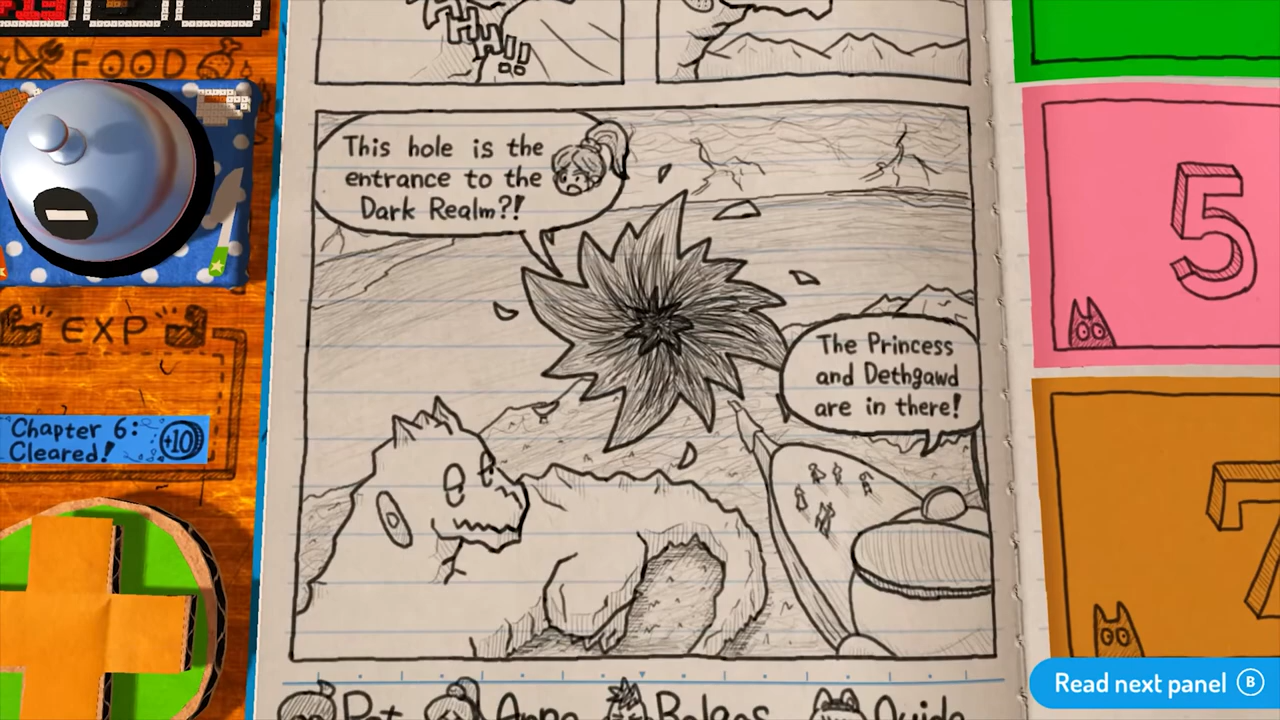 FOOD
EXP
Chapter 6:
Cleared!
+10
This hole is the
entrance to the
Dark Realm?!
The Princess
and Dethgawd
are in there!
5
7
Read next panel B